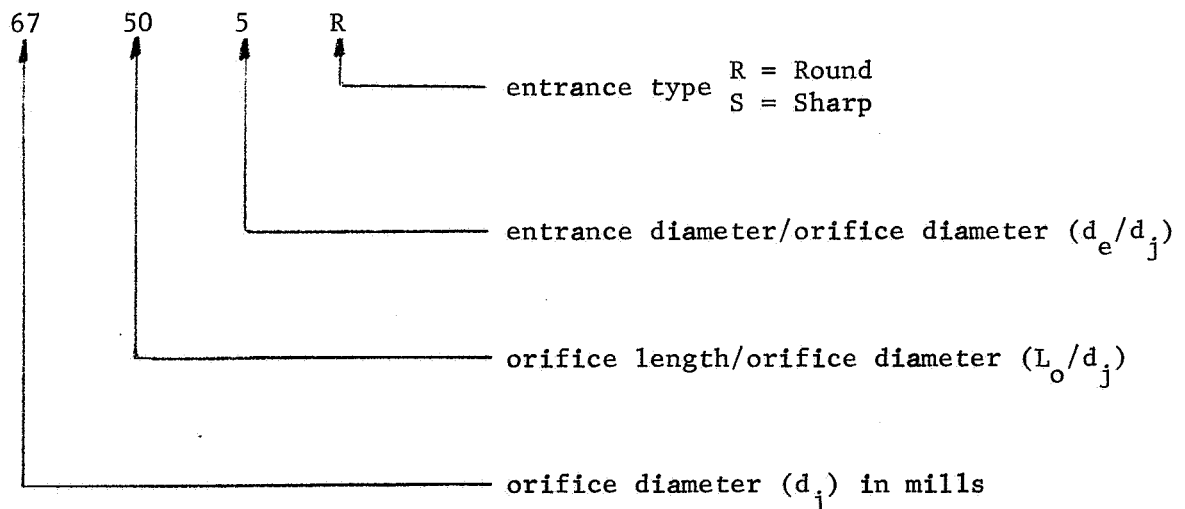 67 50 5 R
entrance type R = Round
S = Sharp
entrance diameter/orifice diameter (d_e/d_j)
orifice length/orifice diameter (L_o/d_j)
orifice diameter (d_j) in mills